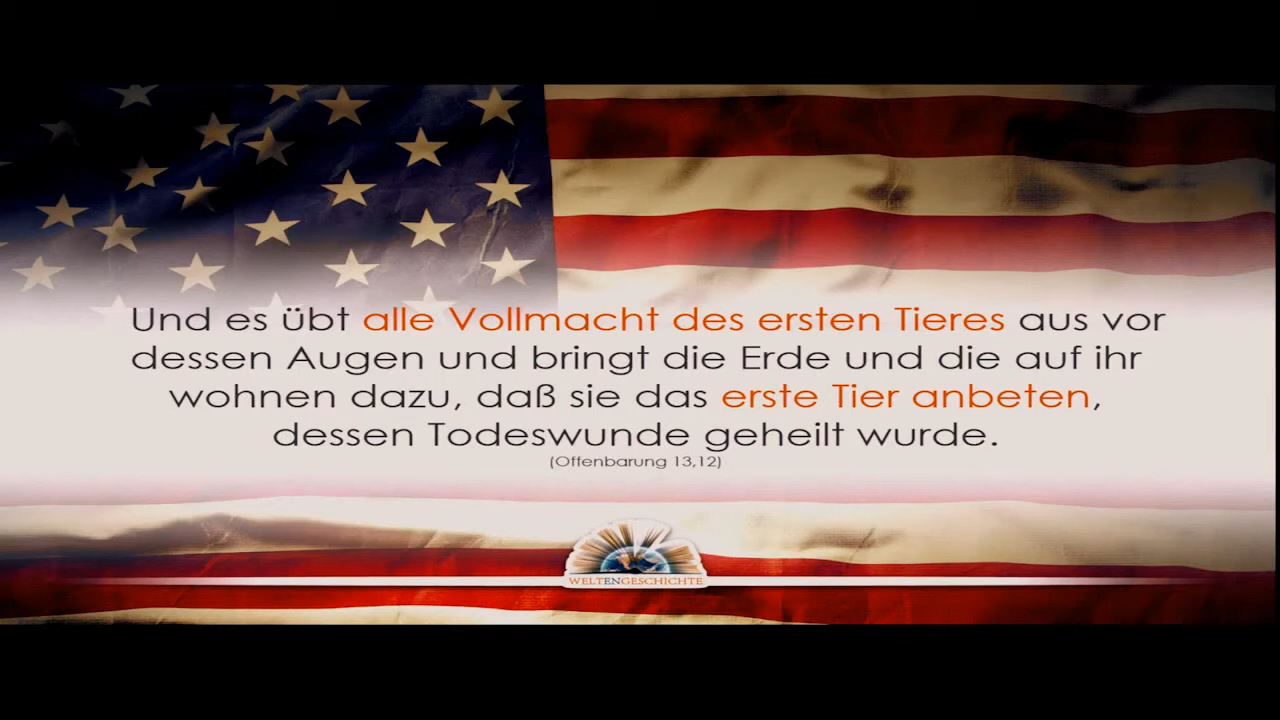 Und es übt alle Vollmacht des ersten Tieres aus vor
dessen Augen und bringt die Erde und die auf ihr
wohnen dazu, daß sie das erste Tier anbeten,
dessen Todeswunde geheilt wurde.
(Offenbarung 13,12)
WELTENGESCHICHTE